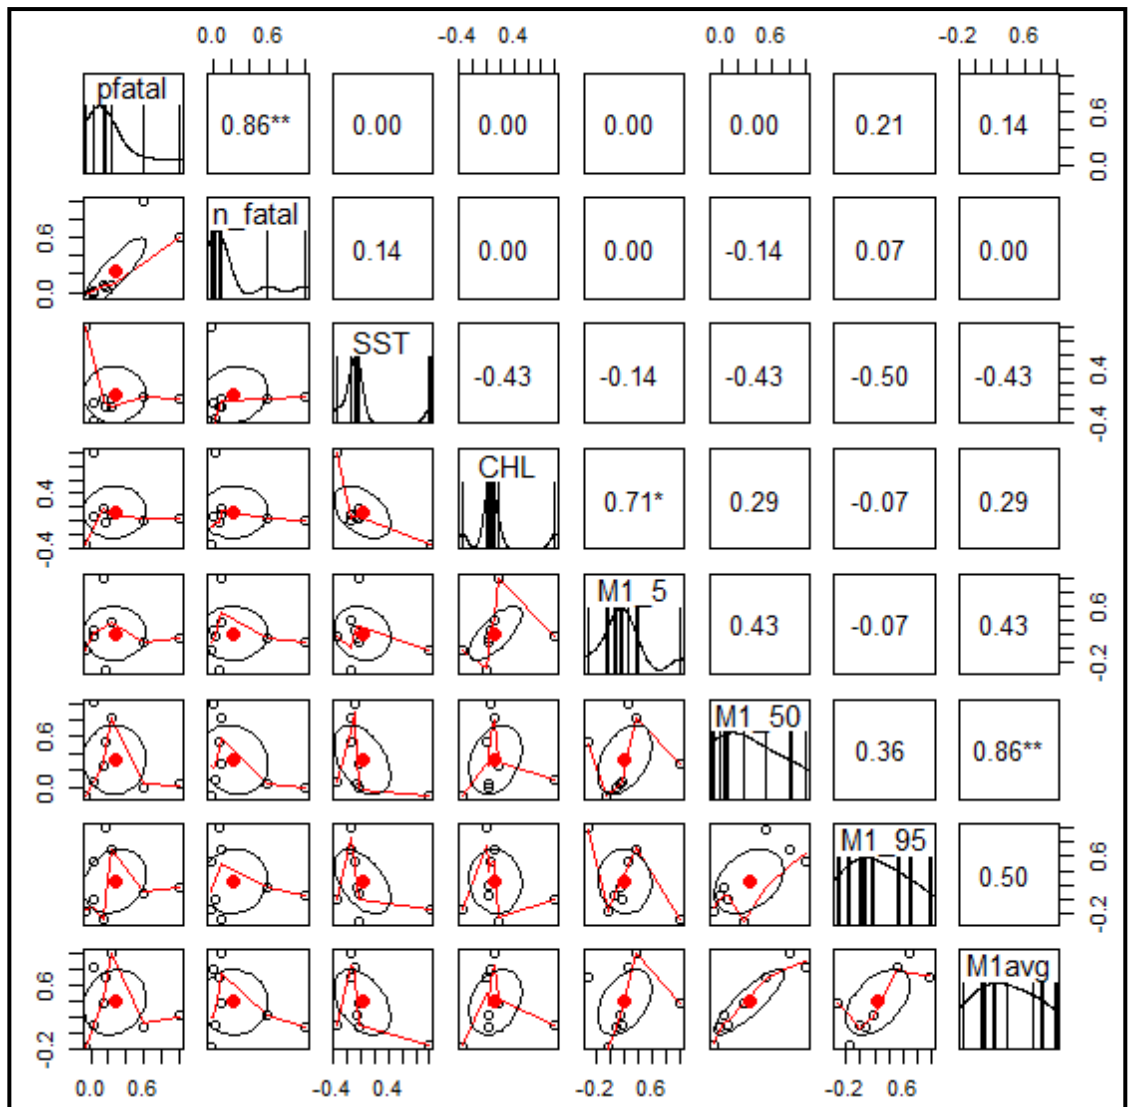 0.0 0.6 -0.4 0.4 0.0 0.6 -0.2 0.6
pfatal 0.86** 0.00 0.00 0.00 0.00 0.21 0.14 0.0 0.6
0.0 0.6 n_fatal 0.14 0.00 0.00 -0.14 0.07 0.00
SST -0.43 -0.14 -0.43 -0.50 -0.43 -0.4 0.4
-0.4 0.4 CHL 0.71* 0.29 -0.07 0.29
M1_5 0.43 -0.07 0.43 -0.2 0.6
0.0 0.6 M1_50 0.36 0.86**
M1_95 0.50 -0.2 0.6
-0.2 0.6 M1avg
0.0 0.6 -0.4 0.4 -0.2 0.6 -0.2 0.6